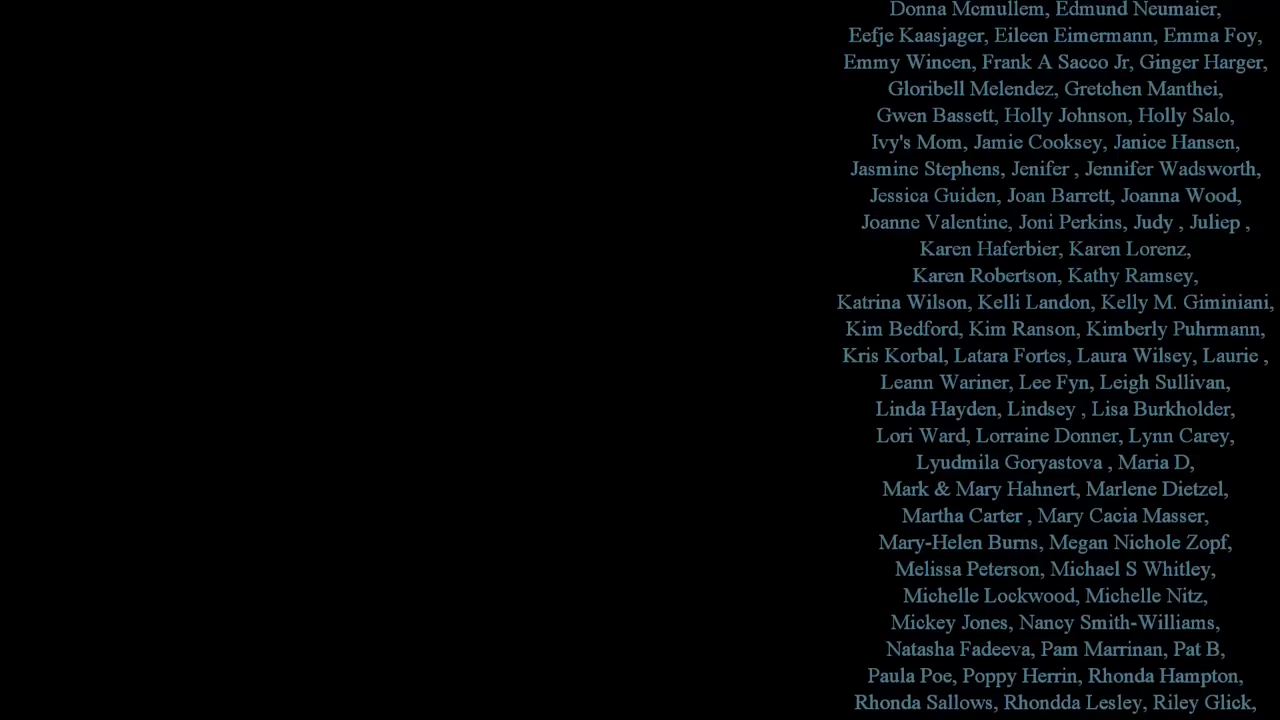 Donna Mcmullem, Edmund Neumaier,
Eefje Kaasjager, Eileen Eimermann, Emma Foy,
Emmy Wincen, Frank A Sacco Jr, Ginger Harger,
Gloribell Melendez, Gretchen Manthei,
Gwen Bassett, Holly Johnson, Holly Salo,
Ivy's Mom, Jamie Cooksey, Janice Hansen,
Jasmine Stephens, Jenifer , Jennifer Wadsworth,
Jessica Guiden, Joan Barrett, Joanna Wood,
Joanne Valentine, Joni Perkins, Judy , Juliep ,
Karen Haferbier, Karen Lorenz,
Karen Robertson, Kathy Ramsey,
Katrina Wilson, Kelli Landon, Kelly M. Giminiani,
Kim Bedford, Kim Ranson, Kimberly Puhrmann,
Kris Korbal, Latara Fortes, Laura Wilsey, Laurie ,
Leann Wariner, Lee Fyn, Leigh Sullivan,
Linda Hayden, Lindsey , Lisa Burkholder,
Lori Ward, Lorraine Donner, Lynn Carey,
Lyudmila Goryastova , Maria D,
Mark & Mary Hahnert, Marlene Dietzel,
Martha Carter , Mary Cacia Masser,
Mary-Helen Burns, Megan Nichole Zopf,
Melissa Peterson, Michael S Whitley,
Michelle Lockwood, Michelle Nitz,
Mickey Jones, Nancy Smith-Williams,
Natasha Fadeeva, Pam Marrinan, Pat B,
Paula Poe, Poppy Herrin, Rhonda Hampton,
Rhonda Sallows, Rhondda Lesley, Riley Glick,